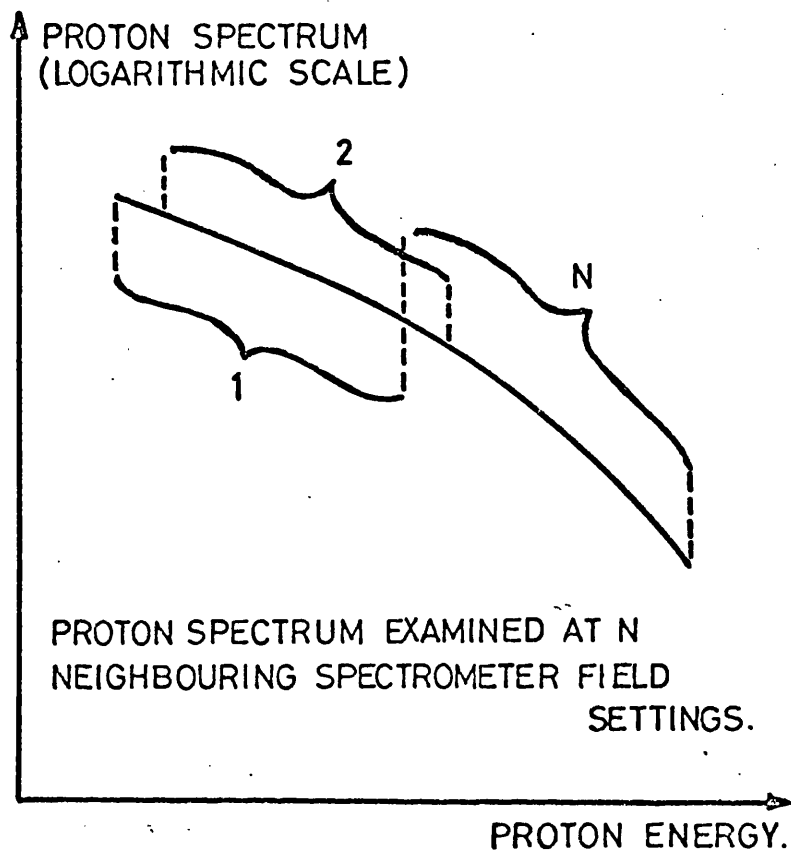 PROTON SPECTRUM
(LOGARITHMIC SCALE)
2
N
1
PROTON SPECTRUM EXAMINED AT N
NEIGHBOURING SPECTROMETER FIELD
SETTINGS.
PROTON ENERGY.